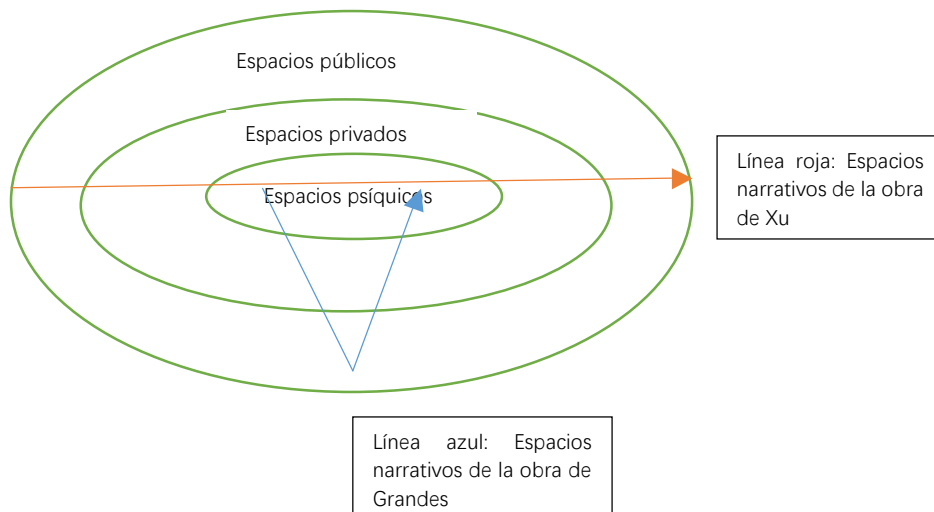 Espacios públicos
Espacios privados
Espacios psíquicos
Línea roja: Espacios
narrativos de la obra
de Xu
Línea azul: Espacios
narrativos de la obra de
Grandes